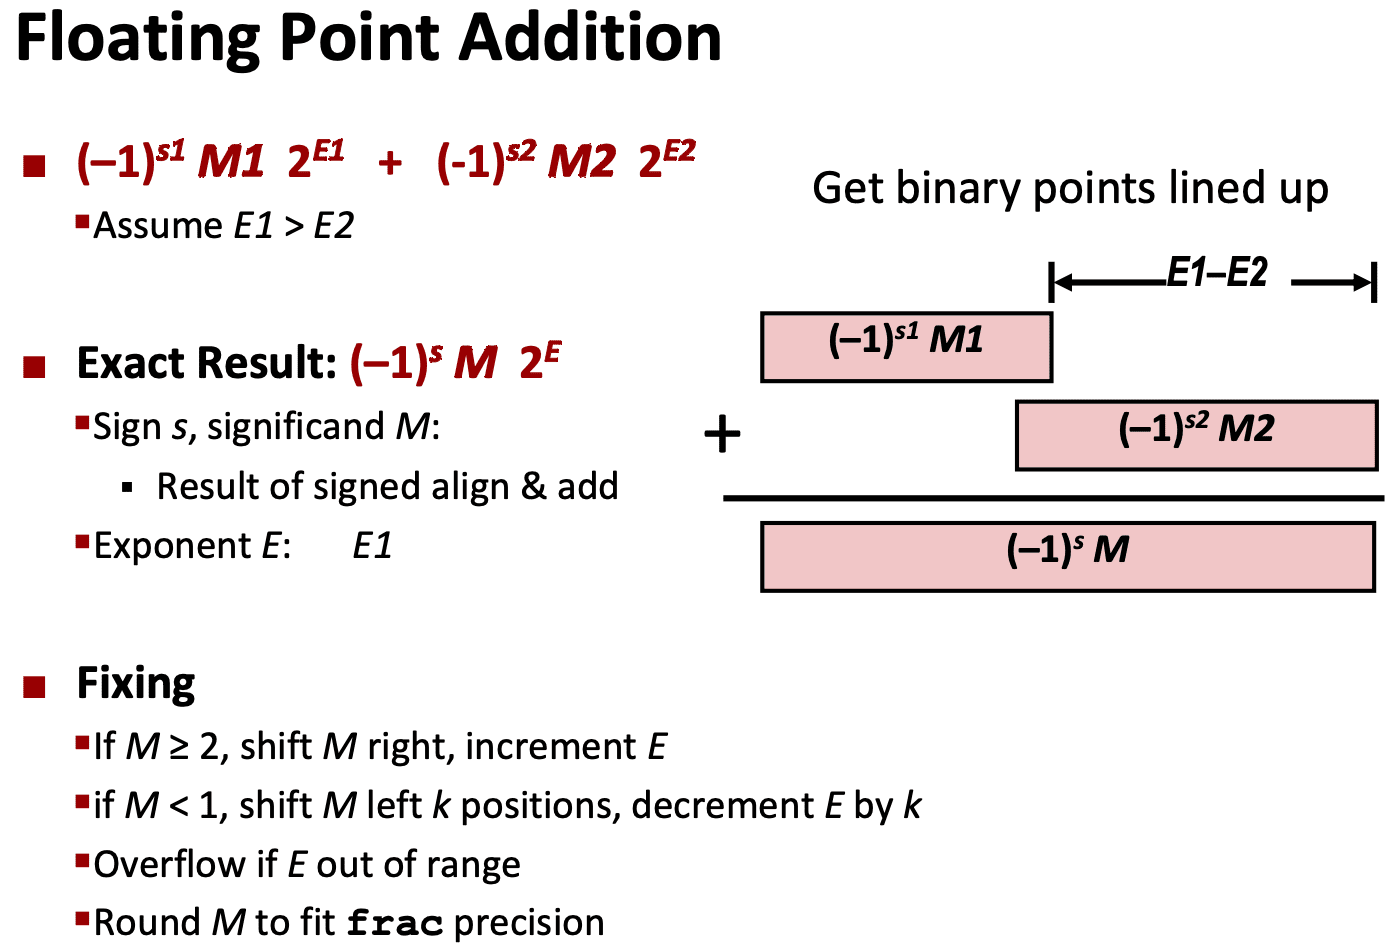 Floating Point Addition
■ (–1)^s1 M1 2^E1 + (-1)^s2 M2 2^E2
▪Assume E1 > E2
Get binary points lined up
E1–E2
(–1)^s1 M1
+
(–1)^s2 M2
(–1)^s M
■ Exact Result: (–1)^s M 2^E
▪Sign s, significand M:
▪ Result of signed align & add
▪Exponent E: E1
■ Fixing
▪If M ≥ 2, shift M right, increment E
▪if M < 1, shift M left k positions, decrement E by k
▪Overflow if E out of range
▪Round M to fit frac precision